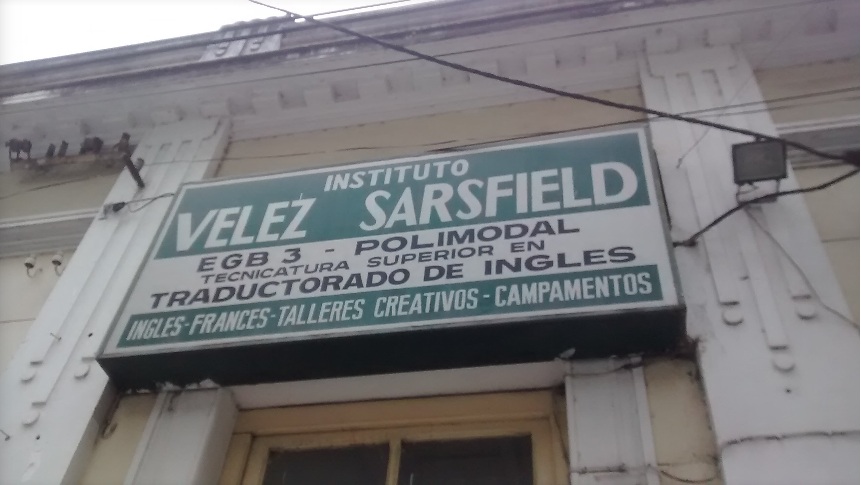 INSTITUTO
VELEZ SARSFIELD
EGB 3 - POLIMODAL
TECNICATURA SUPERIOR EN
TRADUCTORADO DE INGLES
INGLES-FRANCES-TALLERES CREATIVOS-CAMPAMENTOS